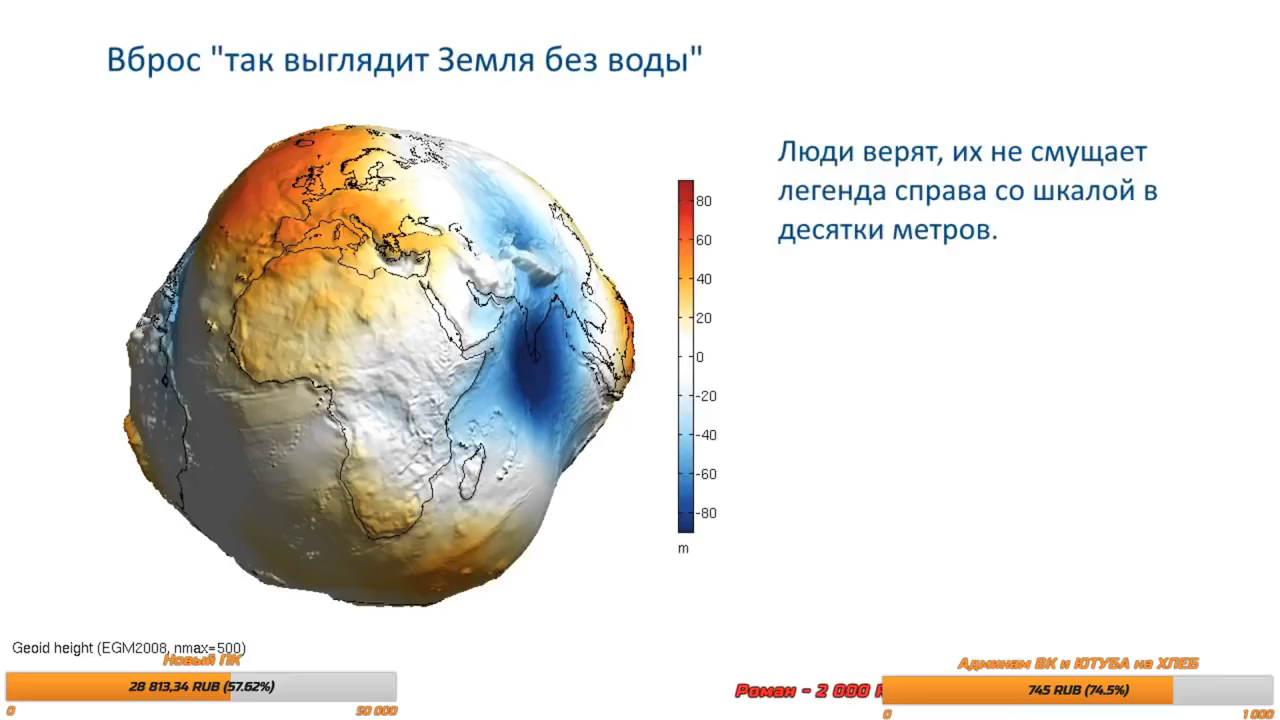 Вброс "так выглядит Земля без воды"
Люди верят, их не смущает
легенда справа со шкалой в
десятки метров.
80
60
40
20
0
-20
-40
-60
-80
m
Geoid height (EGM2008, nmax=500)
Новый ПК
28 813,34 RUB (57.62%)
0
50 000
Роман - 2 000
Админам ВК и ЮТУБА на ХЛЕБ
745 RUB (74.5%)
0
1 000